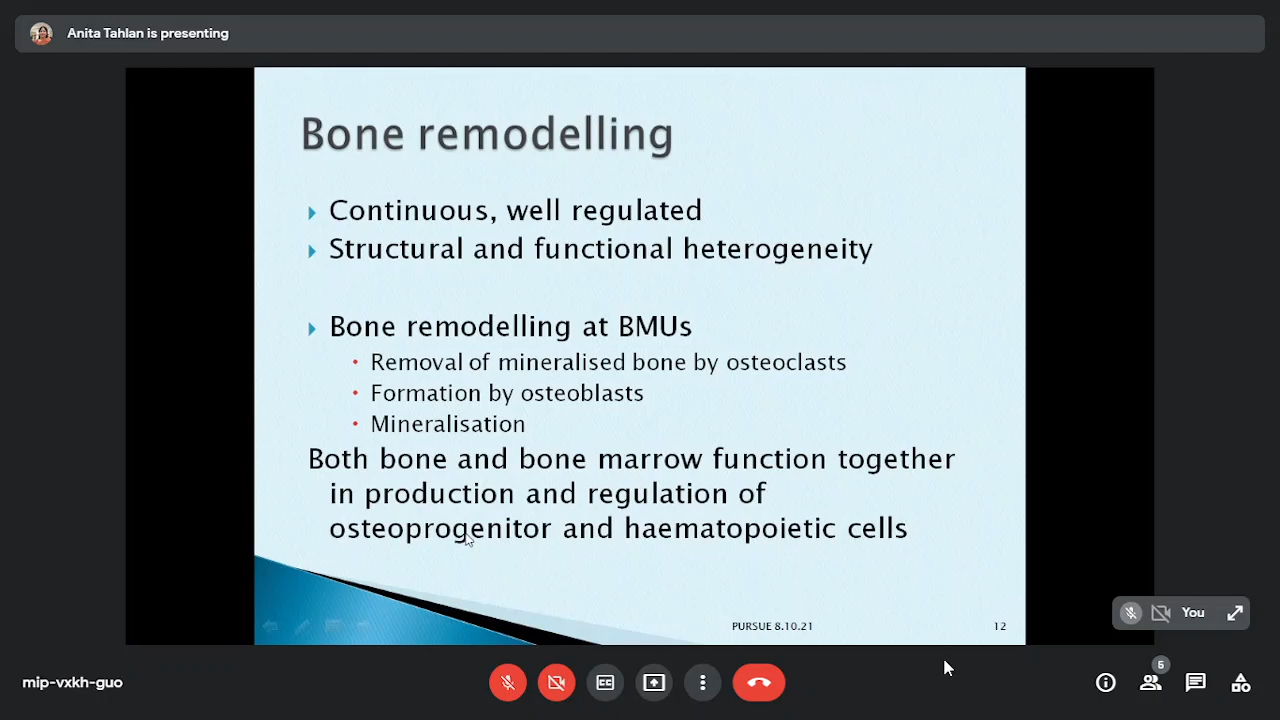 Anita Tahlan is presenting
Bone remodelling
Continuous, well regulated
Structural and functional heterogeneity
Bone remodelling at BMUs
Removal of mineralised bone by osteoclasts
Formation by osteoblasts
Mineralisation
Both bone and bone marrow function together
in production and regulation of
osteoprogenitor and haematopoietic cells
PURSUE 8.10.21
12
You
mip-vxkh-guo
CC
5